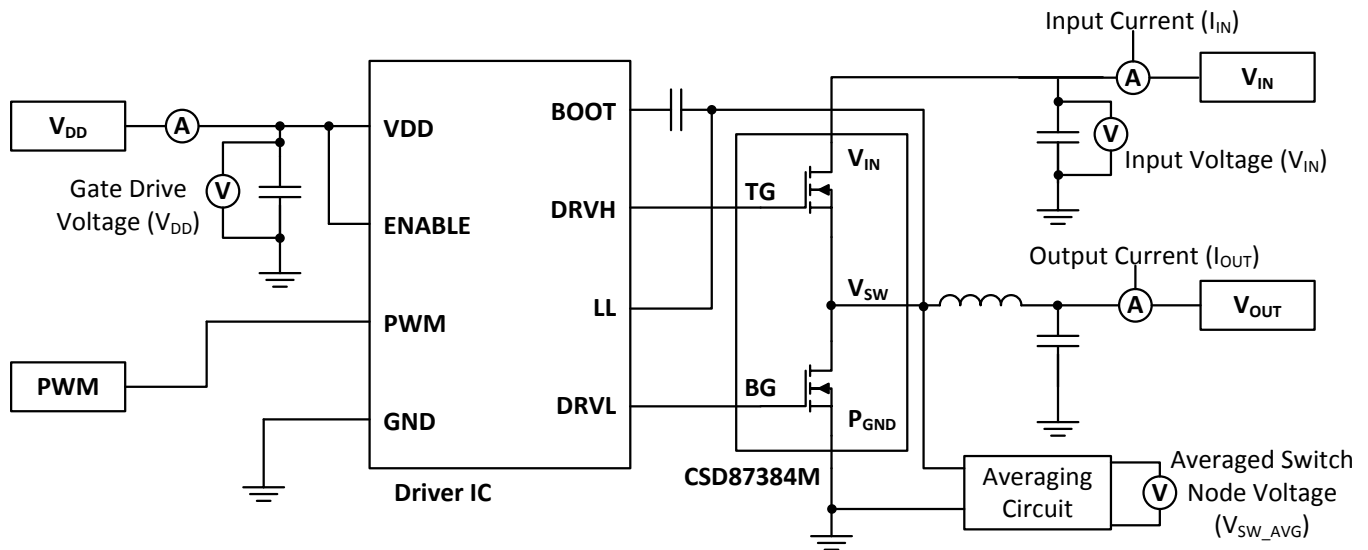 Input Current (I_IN)
V_DD
A
VDD
BOOT
A
V_IN
V
Gate Drive
Voltage (V_DD)
V
Input Voltage (V_IN)
V_IN
TG
ENABLE
DRVH
Output Current (I_OUT)
V_SW
A
V_OUT
LL
PWM
PWM
BG
DRVL
GND
P_GND
CSD87384M
Driver IC
Averaging
Circuit
V
Averaged Switch
Node Voltage
(V_SW_AVG)